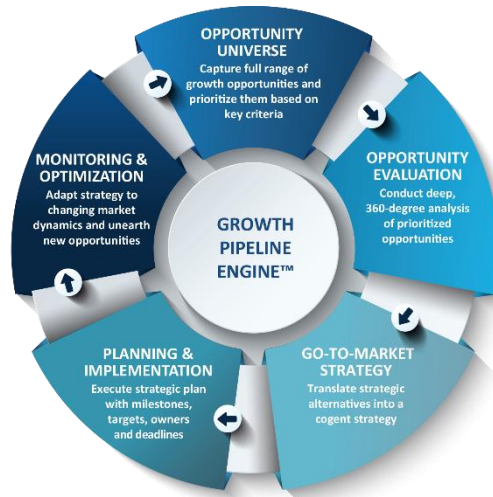 OPPORTUNITY
UNIVERSE
Capture full range of
growth opportunities and
prioritize them based on
key criteria
OPPORTUNITY
EVALUATION
Conduct deep,
360-degree analysis
of prioritized
opportunities
GO-TO-MARKET
STRATEGY
Translate strategic
alternatives into a
cogent strategy
PLANNING &
IMPLEMENTATION
Execute strategic plan
with milestones,
targets, owners
and deadlines
MONITORING &
OPTIMIZATION
Adapt strategy to
changing market
dynamics and unearth
new opportunities
GROWTH
PIPELINE
ENGINE™